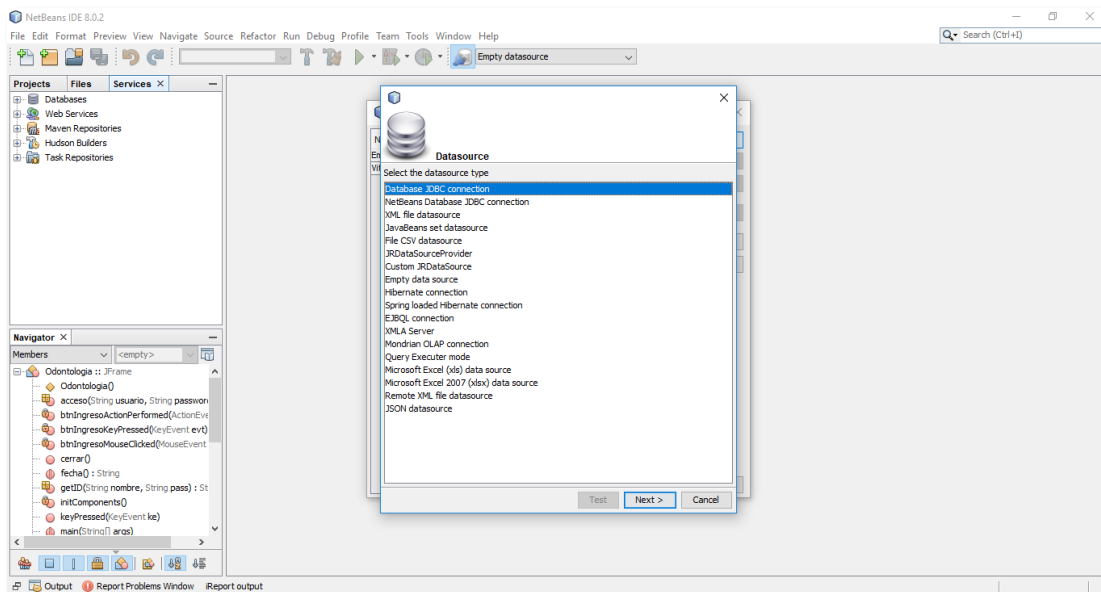 NetBeans IDE 8.0.2
File Edit Format Preview View Navigate Source Refactor Run Debug Profile Team Tools Window Help
Search (Ctrl+I)
Empty datasource
Projects Files Services
Databases
Web Services
Maven Repositories
Hudson Builders
Task Repositories
Datasource
Select the datasource type
Database JDBC connection
NetBeans Database JDBC connection
XML file datasource
JavaBeans set datasource
File CSV datasource
JRDataSourceProvider
Custom JRDataSource
Empty data source
Hibernate connection
Spring loaded Hibernate connection
EJBQL connection
XMLA Server
Mondrian OLAP connection
Query Executer mode
Microsoft Excel (xls) data source
Microsoft Excel 2007 (xlsx) data source
Remote XML file datasource
JSON datasource
Test Next > Cancel
Navigator
Members <empty>
Odontologia :: JFrame
Odontologia()
acceso(String usuario, String passwor
btnIngresoActionPerformed(ActionEve
btnIngresoKeyPressed(KeyEvent evt)
btnIngresoMouseClicked(MouseEvent
cerrar()
fecha() : String
getID(String nombre, String pass) : St
initComponents()
keyPressed(KeyEvent ke)
main(String[] args)
Output Report Problems Window iReport output